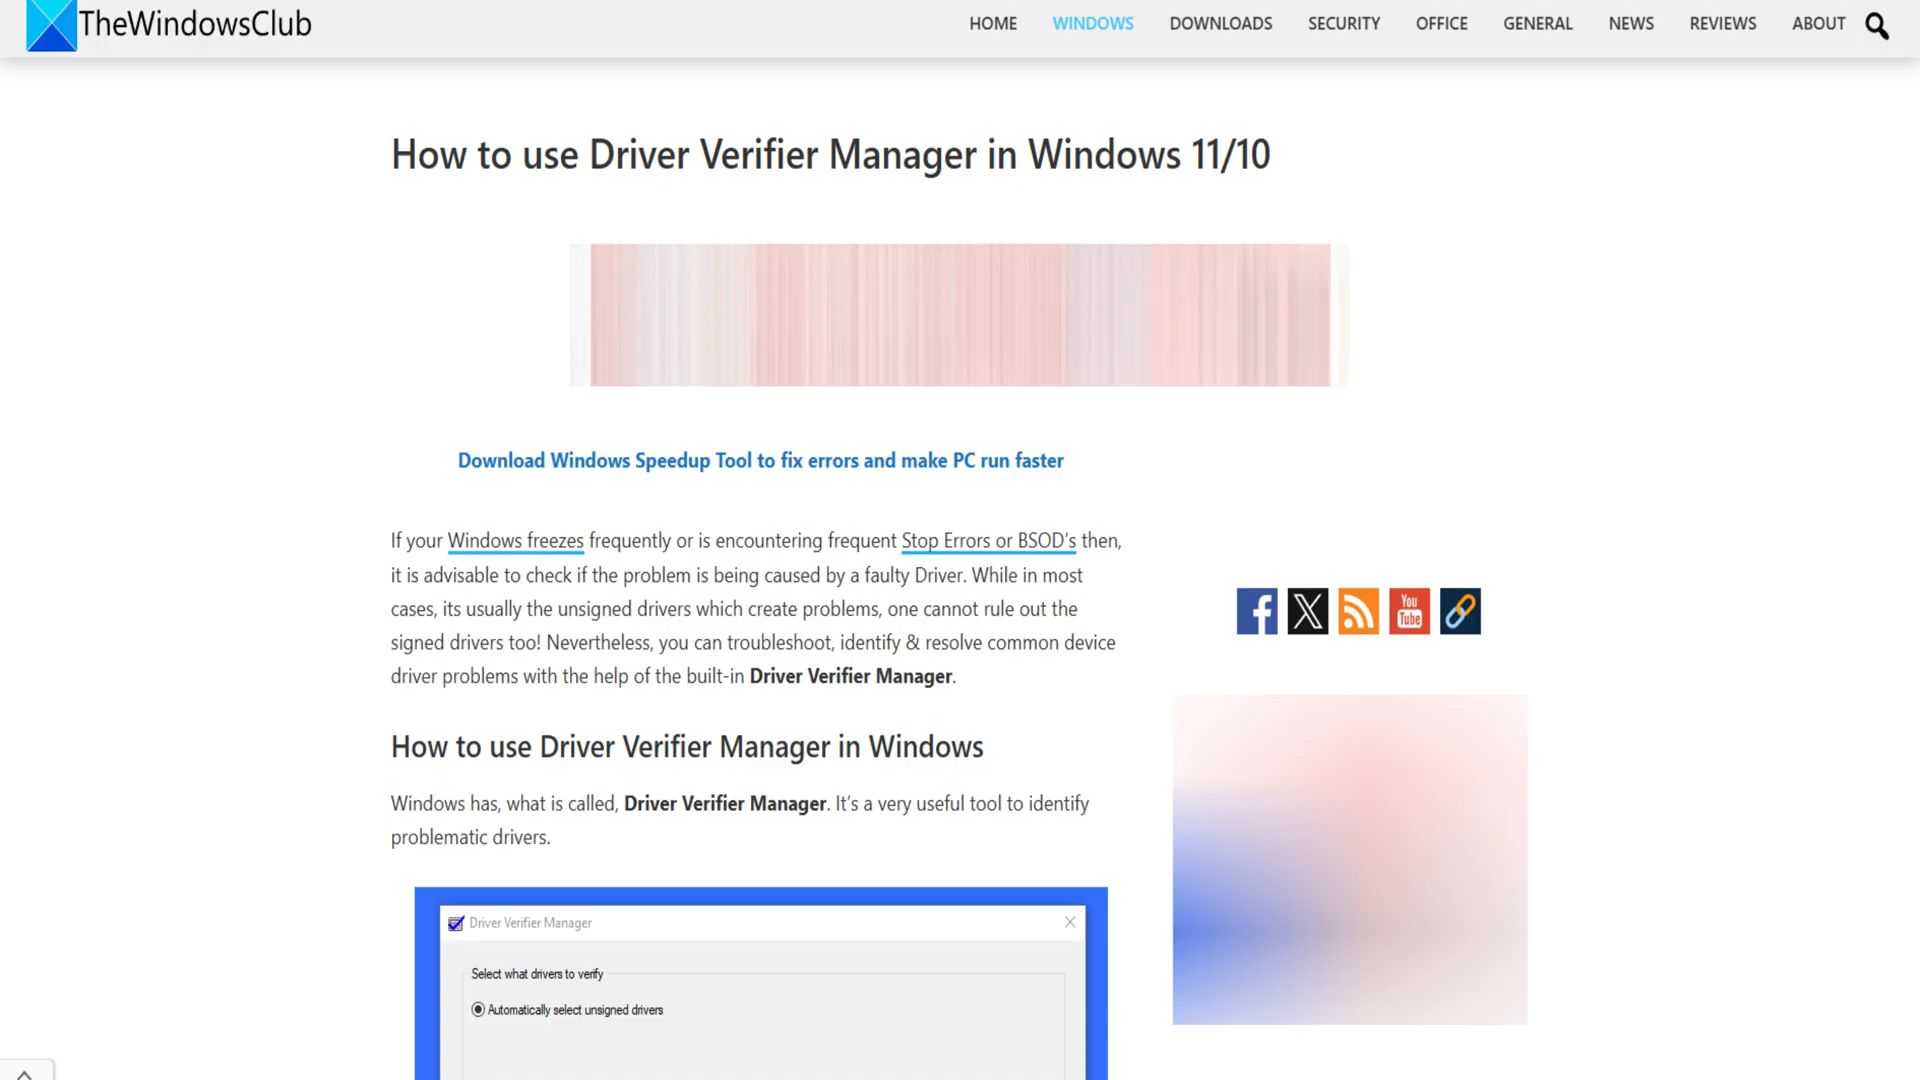 TheWindowsClub
HOME WINDOWS DOWNLOADS SECURITY OFFICE GENERAL NEWS REVIEWS ABOUT
How to use Driver Verifier Manager in Windows 11/10
Download Windows Speedup Tool to fix errors and make PC run faster
If your Windows freezes frequently or is encountering frequent Stop Errors or BSOD’s then,
it is advisable to check if the problem is being caused by a faulty Driver. While in most
cases, its usually the unsigned drivers which create problems, one cannot rule out the
signed drivers too! Nevertheless, you can troubleshoot, identify & resolve common device
driver problems with the help of the built-in Driver Verifier Manager.
You
Tube
How to use Driver Verifier Manager in Windows
Windows has, what is called, Driver Verifier Manager. It’s a very useful tool to identify
problematic drivers.
Driver Verifier Manager
Select what drivers to verify
Automatically select unsigned drivers